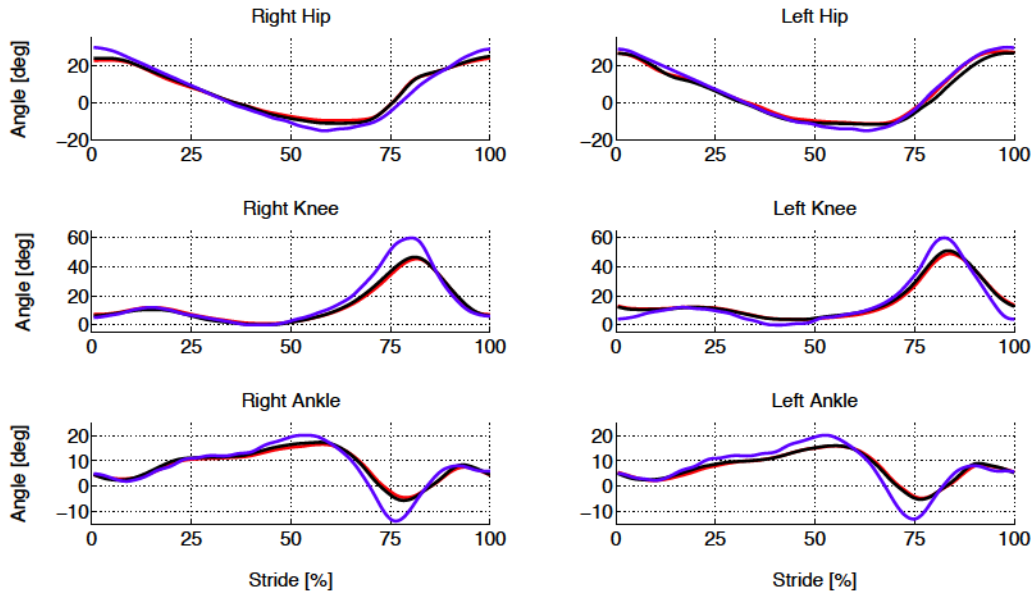 Right Hip
Left Hip
Angle [deg]
20
0
−20
0 25 50 75 100
20
0
−20
0 25 50 75 100
Right Knee
Left Knee
Angle [deg]
60
40
20
0
0 25 50 75 100
60
40
20
0
0 25 50 75 100
Right Ankle
Left Ankle
Angle [deg]
20
10
0
−10
0 25 50 75 100
20
10
0
−10
0 25 50 75 100
Stride [%]
Stride [%]